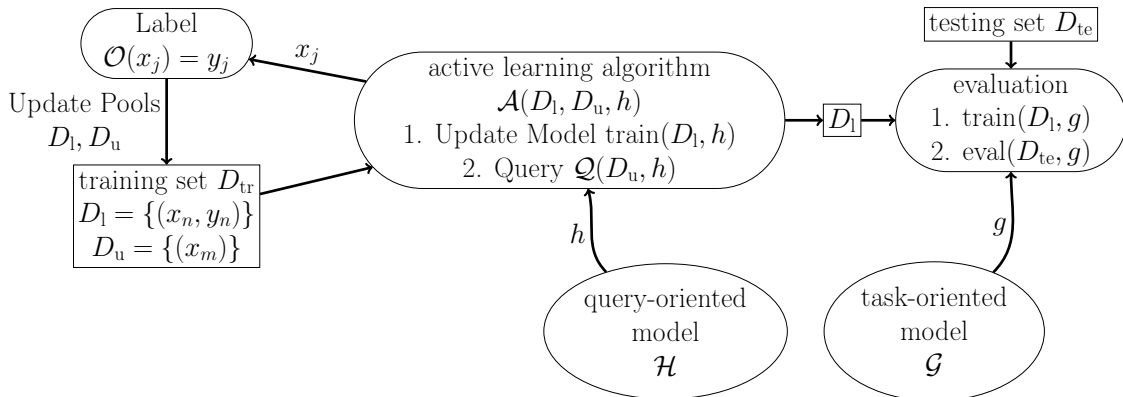 Label
𝒪(x_j) = y_j
x_j
Update Pools
D_l, D_u
training set D_tr
D_l = {(x_n, y_n)}
D_u = {(x_m)}
active learning algorithm
𝒜(D_l, D_u, h)
1. Update Model train(D_l, h)
2. Query 𝒬(D_u, h)
h
query-oriented
model
ℋ
D_l
testing set D_te
evaluation
1. train(D_l, g)
2. eval(D_te, g)
g
task-oriented
model
𝒢